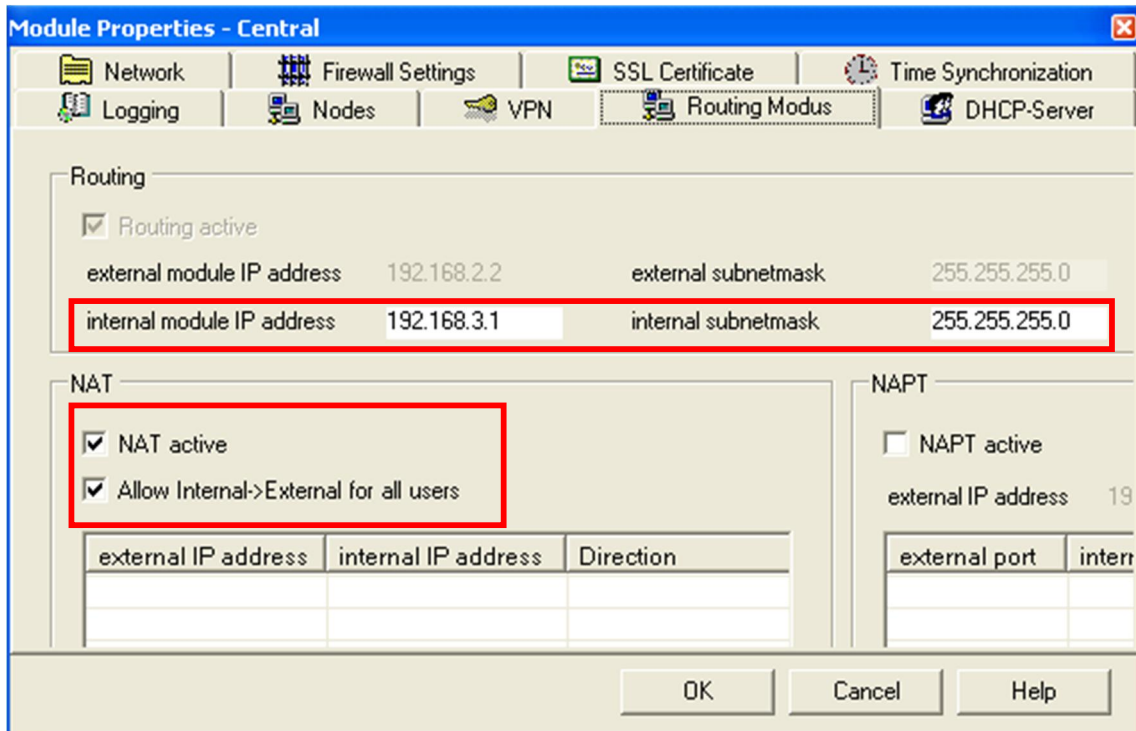 Module Properties - Central
Network Firewall Settings SSL Certificate Time Synchronization
Logging Nodes VPN Routing Modus DHCP-Server
Routing
Routing active
external module IP address 192.168.2.2 external subnetmask 255.255.255.0
internal module IP address 192.168.3.1 internal subnetmask 255.255.255.0
NAT NAPT
NAT active NAPT active
Allow Internal->External for all users
external IP address 19
external IP address internal IP address Direction external port intern
OK Cancel Help